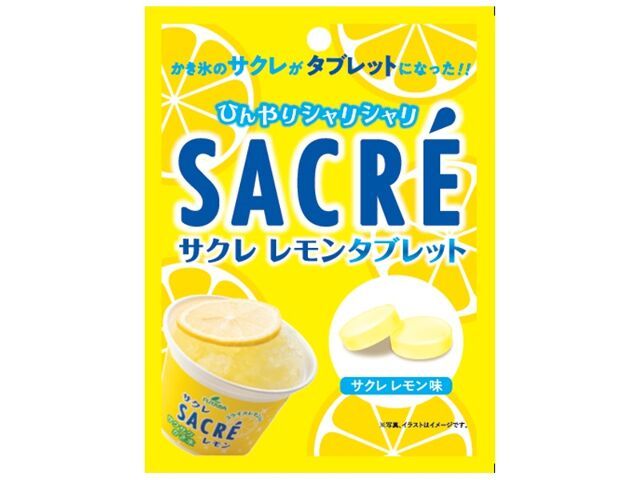 かき氷のサクレがタブレットになった!!
ひんやりシャリシャリ
SACRÉ
サクレ レモンタブレット
FUTABA
サクレ
SACRÉ
レモン
サクレ レモン味
※写真、イラストはイメージです。